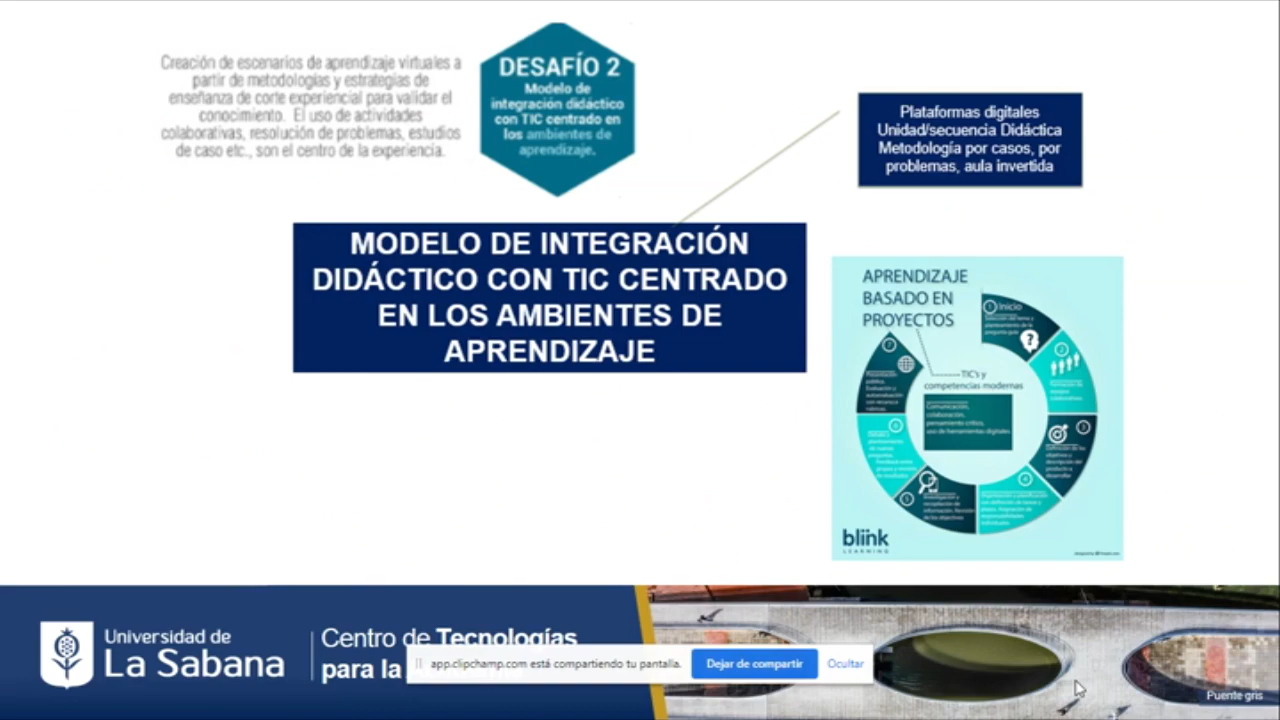 Creación de escenarios de aprendizaje virtuales a
partir de metodologías y estrategias de
enseñanza de corte experiencial para validar el
conocimiento. El uso de actividades
colaborativas, resolución de problemas, estudios
de caso etc., son el centro de la experiencia.
DESAFÍO 2
Modelo de
integración didáctico
con TIC centrado en
los ambientes de
aprendizaje.
Plataformas digitales
Unidad/secuencia Didáctica
Metodología por casos, por
problemas, aula invertida
MODELO DE INTEGRACIÓN
DIDÁCTICO CON TIC CENTRADO
EN LOS AMBIENTES DE
APRENDIZAJE
APRENDIZAJE
BASADO EN
PROYECTOS
1 Inicio
TIC's y
competencias modernas
Comunicación,
colaboración,
pensamiento crítico,
uso de herramientas digitales
blink
LEARNING
Universidad de
La Sabana
Centro de Tecnologías
para la
app.clipchamp.com está compartiendo tu pantalla.
Dejar de compartir
Ocultar
Puente gris